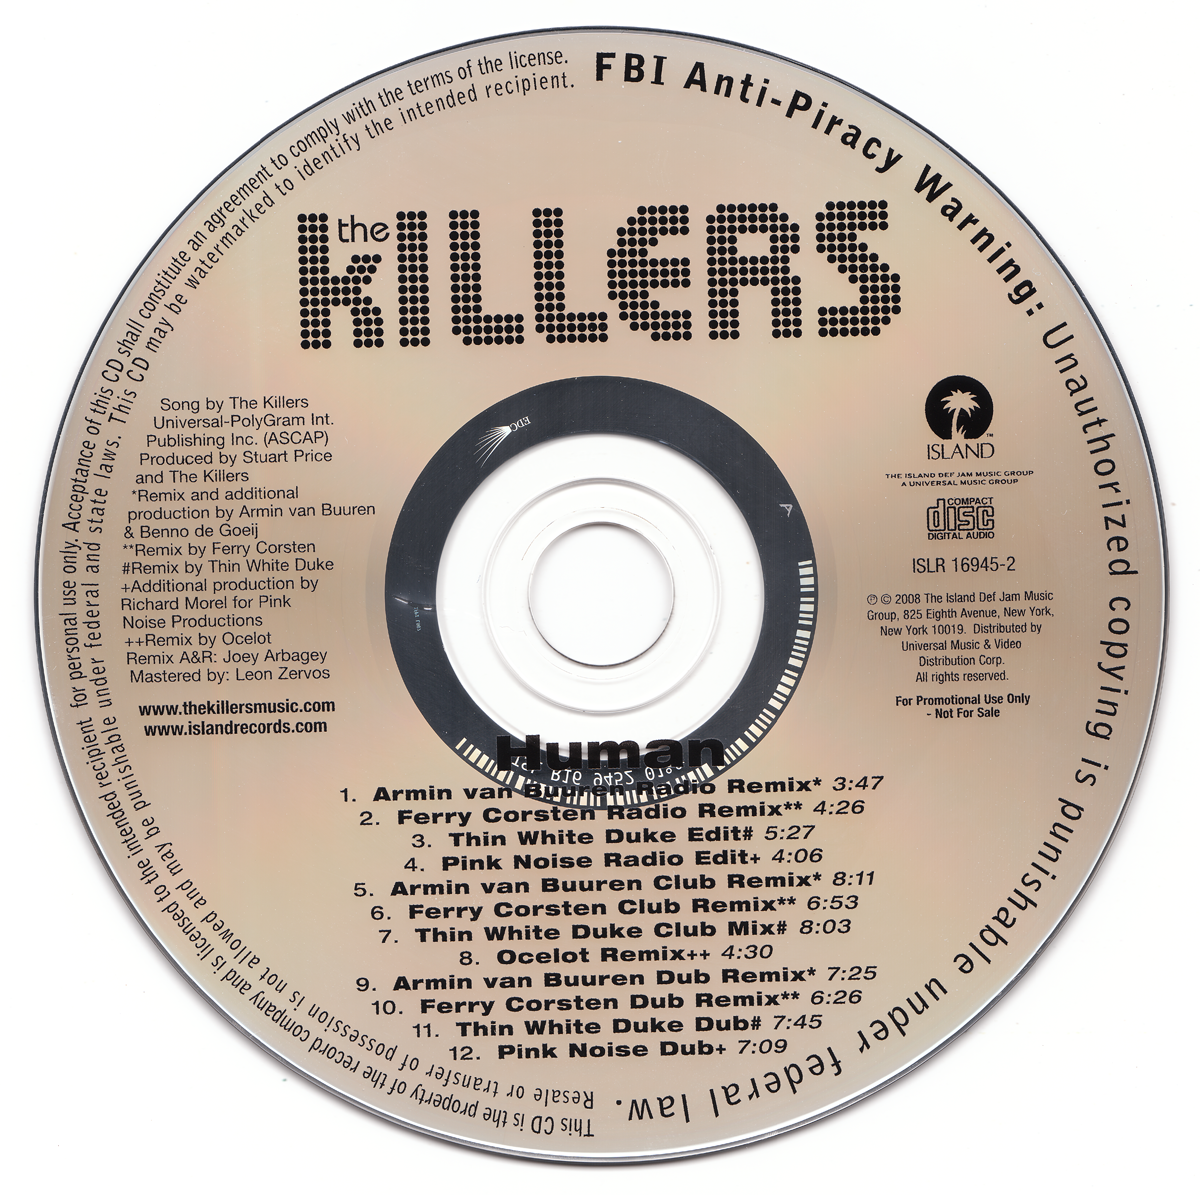 FBI Anti-Piracy Warning: Unauthorized copying is punishable under federal law.
This CD is the property of the record company and is licensed to the intended recipient for personal use only. Acceptance of this CD shall constitute an agreement to comply with the terms of the license.
Resale or transfer of possession is not allowed and may be punishable under federal and state laws. This CD may be watermarked to identify the intended recipient.
the
KILLERS
Song by The Killers
Universal-PolyGram Int.
Publishing Inc. (ASCAP)
Produced by Stuart Price
and The Killers
*Remix and additional
production by Armin van Buuren
& Benno de Goeij
**Remix by Ferry Corsten
#Remix by Thin White Duke
+Additional production by
Richard Morel for Pink
Noise Productions
++Remix by Ocelot
Remix A&R: Joey Arbagey
Mastered by: Leon Zervos
www.thekillersmusic.com
www.islandrecords.com
EDC
A
ISLAND™
THE ISLAND DEF JAM MUSIC GROUP
A UNIVERSAL MUSIC GROUP
COMPACT
disc
DIGITAL AUDIO
ISLR 16945-2
℗ © 2008 The Island Def Jam Music
Group, 825 Eighth Avenue, New York,
New York 10019. Distributed by
Universal Music & Video
Distribution Corp.
All rights reserved.
For Promotional Use Only
- Not For Sale
Human
R16 9452
1. Armin van Buuren Radio Remix* 3:47
2. Ferry Corsten Radio Remix** 4:26
3. Thin White Duke Edit# 5:27
4. Pink Noise Radio Edit+ 4:06
5. Armin van Buuren Club Remix* 8:11
6. Ferry Corsten Club Remix** 6:53
7. Thin White Duke Club Mix# 8:03
8. Ocelot Remix++ 4:30
9. Armin van Buuren Dub Remix* 7:25
10. Ferry Corsten Dub Remix** 6:26
11. Thin White Duke Dub# 7:45
12. Pink Noise Dub+ 7:09